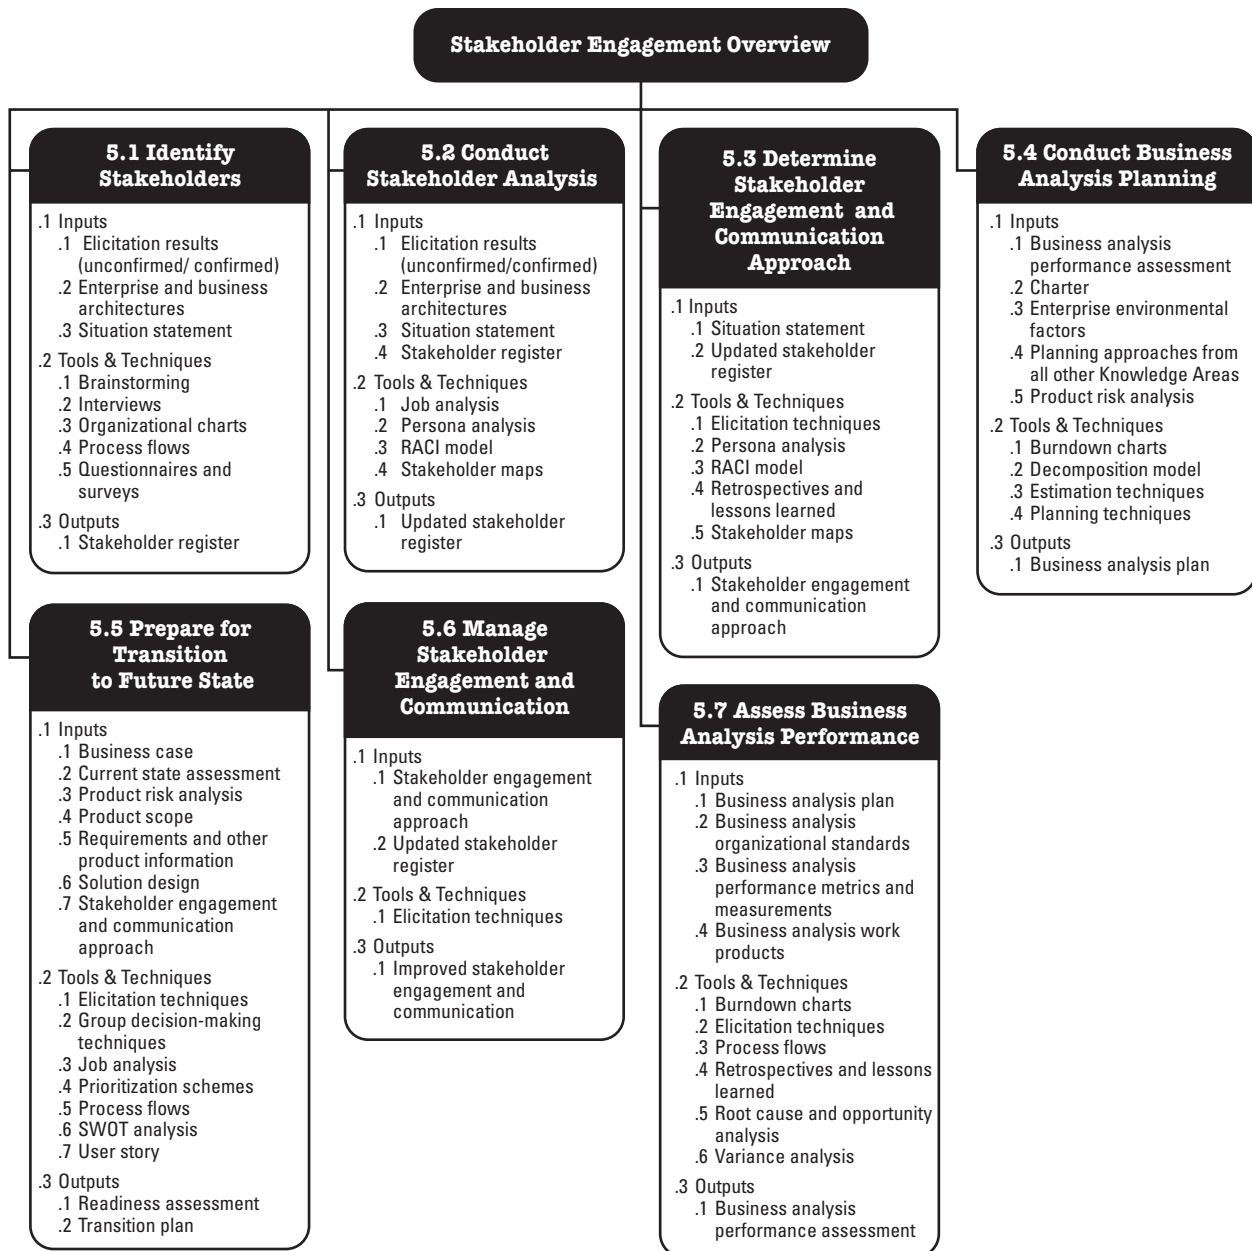 Stakeholder Engagement Overview
5.1 Identify
Stakeholders
.1 Inputs
.1 Elicitation results
(unconfirmed/ confirmed)
.2 Enterprise and business
architectures
.3 Situation statement
.2 Tools & Techniques
.1 Brainstorming
.2 Interviews
.3 Organizational charts
.4 Process flows
.5 Questionnaires and
surveys
.3 Outputs
.1 Stakeholder register
5.2 Conduct
Stakeholder Analysis
.1 Inputs
.1 Elicitation results
(unconfirmed/confirmed)
.2 Enterprise and business
architectures
.3 Situation statement
.4 Stakeholder register
.2 Tools & Techniques
.1 Job analysis
.2 Persona analysis
.3 RACI model
.4 Stakeholder maps
.3 Outputs
.1 Updated stakeholder
register
5.3 Determine
Stakeholder
Engagement and
Communication
Approach
.1 Inputs
.1 Situation statement
.2 Updated stakeholder
register
.2 Tools & Techniques
.1 Elicitation techniques
.2 Persona analysis
.3 RACI model
.4 Retrospectives and
lessons learned
.5 Stakeholder maps
.3 Outputs
.1 Stakeholder engagement
and communication
approach
5.4 Conduct Business
Analysis Planning
.1 Inputs
.1 Business analysis
performance assessment
.2 Charter
.3 Enterprise environmental
factors
.4 Planning approaches from
all other Knowledge Areas
.5 Product risk analysis
.2 Tools & Techniques
.1 Burndown charts
.2 Decomposition model
.3 Estimation techniques
.4 Planning techniques
.3 Outputs
.1 Business analysis plan
5.5 Prepare for
Transition
to Future State
.1 Inputs
.1 Business case
.2 Current state assessment
.3 Product risk analysis
.4 Product scope
.5 Requirements and other
product information
.6 Solution design
.7 Stakeholder engagement
and communication
approach
.2 Tools & Techniques
.1 Elicitation techniques
.2 Group decision-making
techniques
.3 Job analysis
.4 Prioritization schemes
.5 Process flows
.6 SWOT analysis
.7 User story
.3 Outputs
.1 Readiness assessment
.2 Transition plan
5.6 Manage
Stakeholder
Engagement and
Communication
.1 Inputs
.1 Stakeholder engagement
and communication
approach
.2 Updated stakeholder
register
.2 Tools & Techniques
.1 Elicitation techniques
.3 Outputs
.1 Improved stakeholder
engagement and
communication
5.7 Assess Business
Analysis Performance
.1 Inputs
.1 Business analysis plan
.2 Business analysis
organizational standards
.3 Business analysis
performance metrics and
measurements
.4 Business analysis work
products
.2 Tools & Techniques
.1 Burndown charts
.2 Elicitation techniques
.3 Process flows
.4 Retrospectives and lessons
learned
.5 Root cause and opportunity
analysis
.6 Variance analysis
.3 Outputs
.1 Business analysis
performance assessment